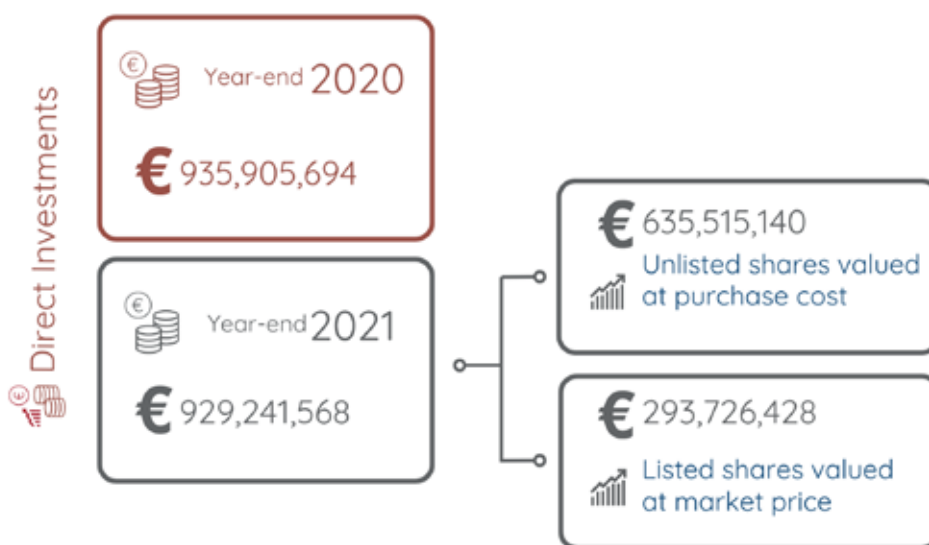 Direct Investments
Year-end 2020
€ 935,905,694
Year-end 2021
€ 929,241,568
€ 635,515,140
Unlisted shares valued
at purchase cost
€ 293,726,428
Listed shares valued
at market price